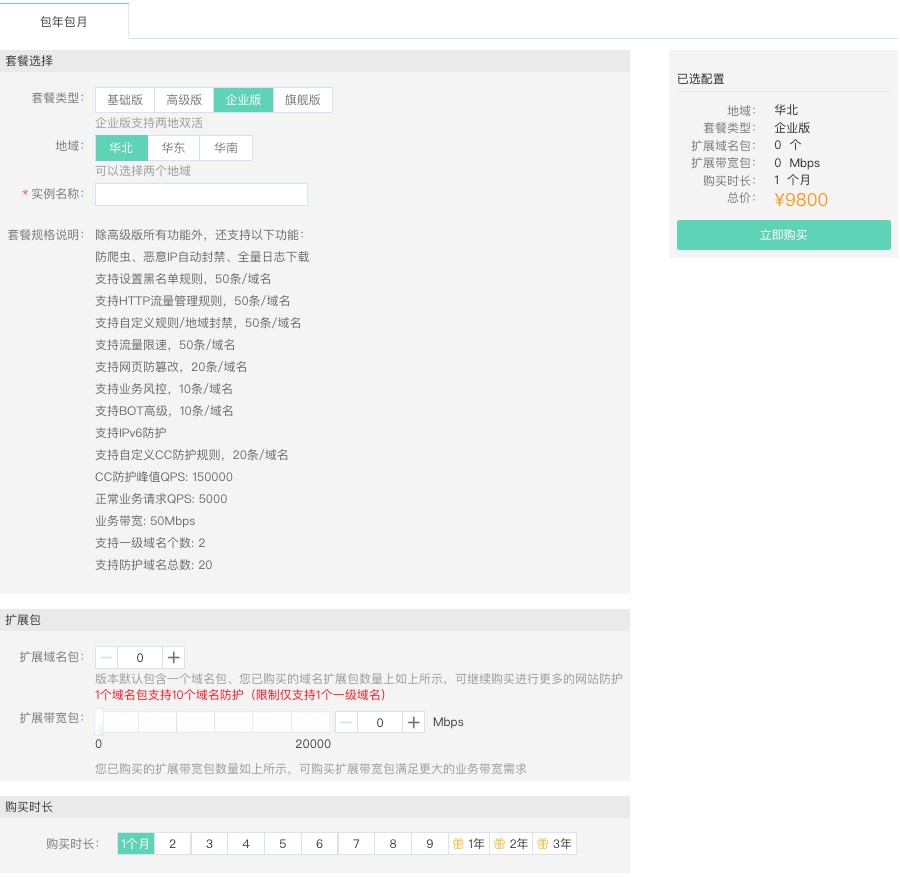 包年包月
套餐选择
套餐类型: 基础版 高级版 企业版 旗舰版
企业版支持两地双活
地域: 华北 华东 华南
可以选择两个地域
* 实例名称:
套餐规格说明: 除高级版所有功能外，还支持以下功能:
防爬虫、恶意IP自动封禁、全量日志下载
支持设置黑名单规则，50条/域名
支持HTTP流量管理规则，50条/域名
支持自定义规则/地域封禁，50条/域名
支持流量限速，50条/域名
支持网页防篡改，20条/域名
支持业务风控，10条/域名
支持BOT高级，10条/域名
支持IPv6防护
支持自定义CC防护规则，20条/域名
CC防护峰值QPS: 150000
正常业务请求QPS: 5000
业务带宽: 50Mbps
支持一级域名个数: 2
支持防护域名总数: 20
扩展包
扩展域名包: — 0 +
版本默认包含一个域名包、您已购买的域名扩展包数量上如上所示，可继续购买进行更多的网站防护
1个域名包支持10个域名防护（限制仅支持1个一级域名）
扩展带宽包: — 0 + Mbps
0 20000
您已购买的扩展带宽包数量如上所示，可购买扩展带宽包满足更大的业务带宽需求
购买时长
购买时长: 1个月 2 3 4 5 6 7 8 9 1年 2年 3年
已选配置
地域: 华北
套餐类型: 企业版
扩展域名包: 0 个
扩展带宽包: 0 Mbps
购买时长: 1 个月
总价: ¥9800
立即购买